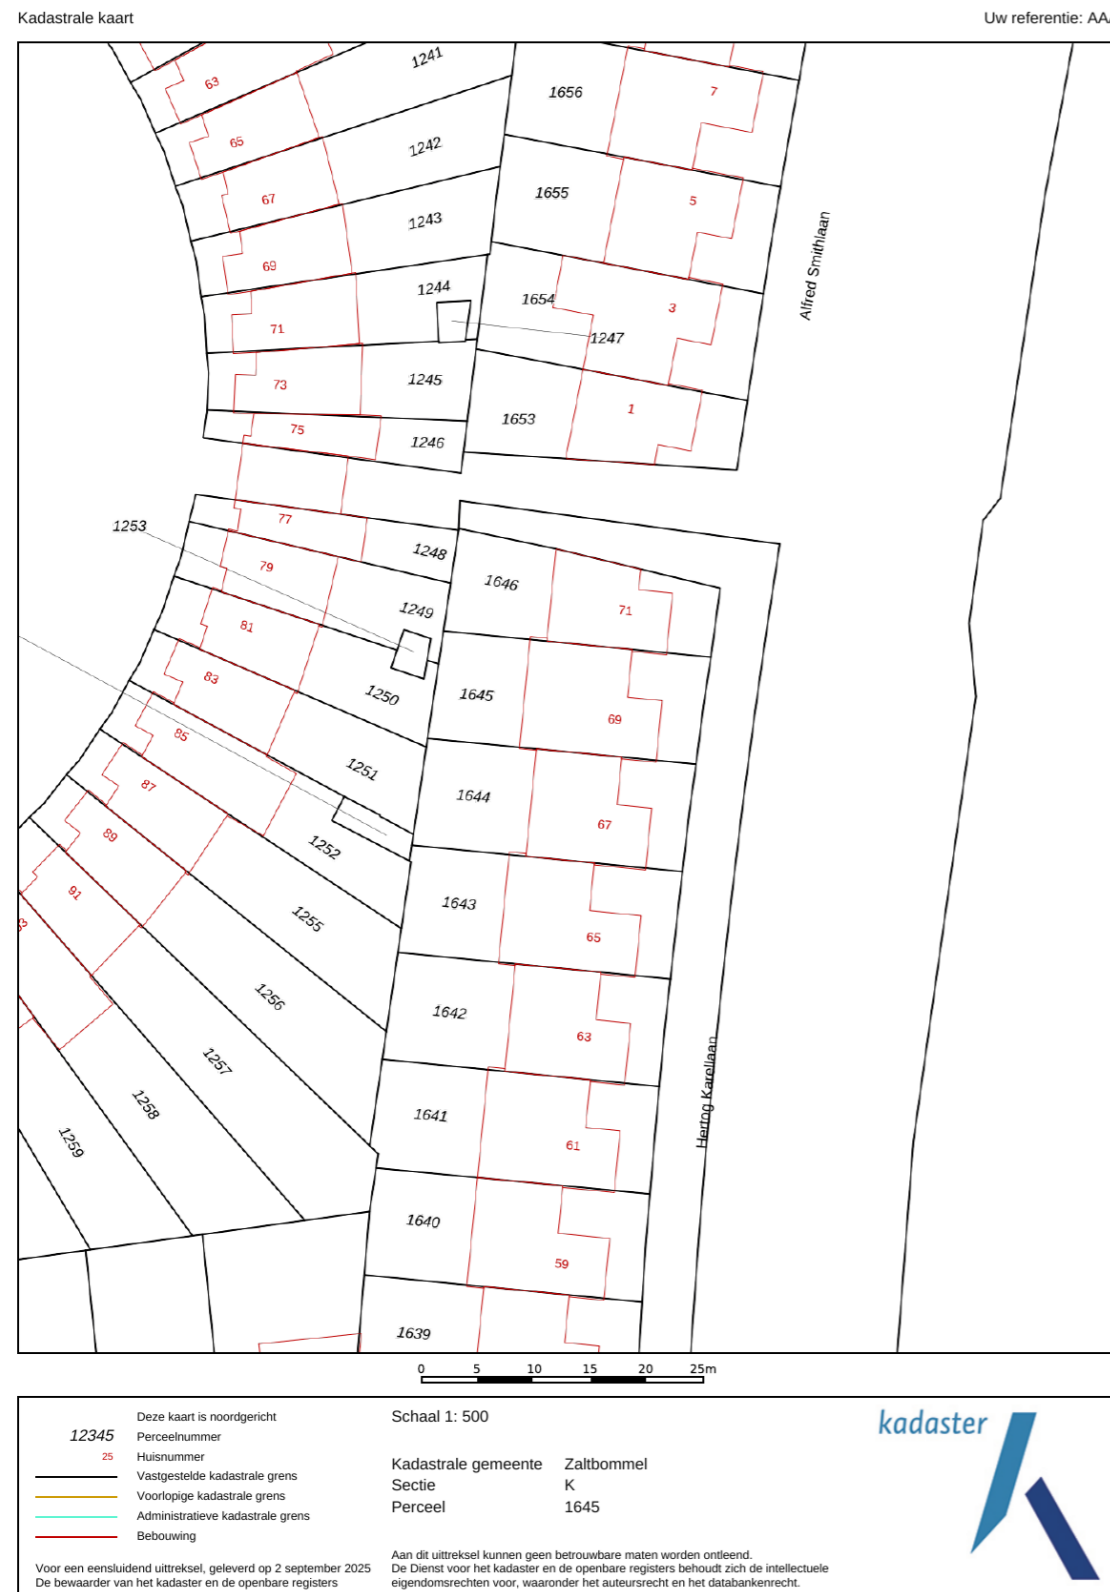 Kadastrale kaart
Uw referentie: AA
1241
63
1656
7
65
1242
67
1655
5
1243
69
Alfred Smithlaan
1244
1654
3
71
1247
73
1245
1653
1
75
1246
77
1253
1248
79
1646
71
1249
81
83
1250
1645
69
85
1251
87
1644
67
89
1252
91
1643
65
1255
1256
1642
63
1257
Hertog Karellaan
1258
1641
61
1259
1640
59
1639
0 5 10 15 20 25m
Deze kaart is noordgericht
12345 Perceelnummer
25 Huisnummer
Vastgestelde kadastrale grens
Voorlopige kadastrale grens
Administratieve kadastrale grens
Bebouwing
Voor een eensluidend uittreksel, geleverd op 2 september 2025
De bewaarder van het kadaster en de openbare registers
Schaal 1: 500
Kadastrale gemeente Zaltbommel
Sectie K
Perceel 1645
Aan dit uittreksel kunnen geen betrouwbare maten worden ontleend.
De Dienst voor het kadaster en de openbare registers behoudt zich de intellectuele
eigendomsrechten voor, waaronder het auteursrecht en het databankenrecht.
kadaster